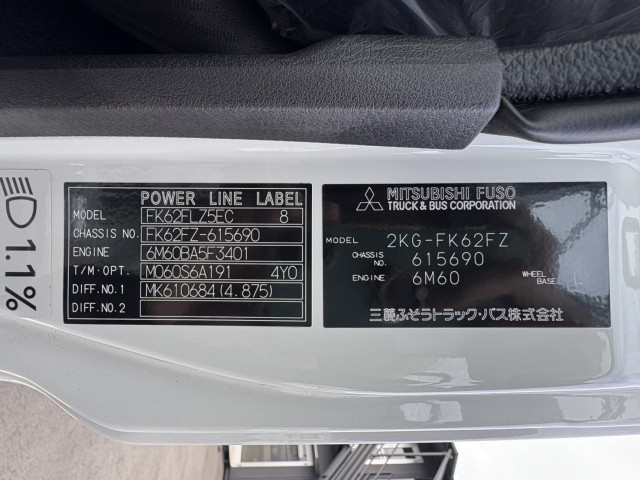 1.1%
POWER LINE LABEL
MODEL FK62FLZ5EC 8
CHASSIS NO. FK62FZ-615690
ENGINE 6M60BA5F3401
T/M・OPT. M060S6A191 4Y0
DIFF.NO.1 MK610684(4.875)
DIFF.NO.2
MITSUBISHI FUSO
TRUCK & BUS CORPORATION
MODEL 2KG-FK62FZ
CHASSIS NO. 615690
ENGINE 6M60 WHEEL BASE L
三菱ふそうトラック・バス株式会社